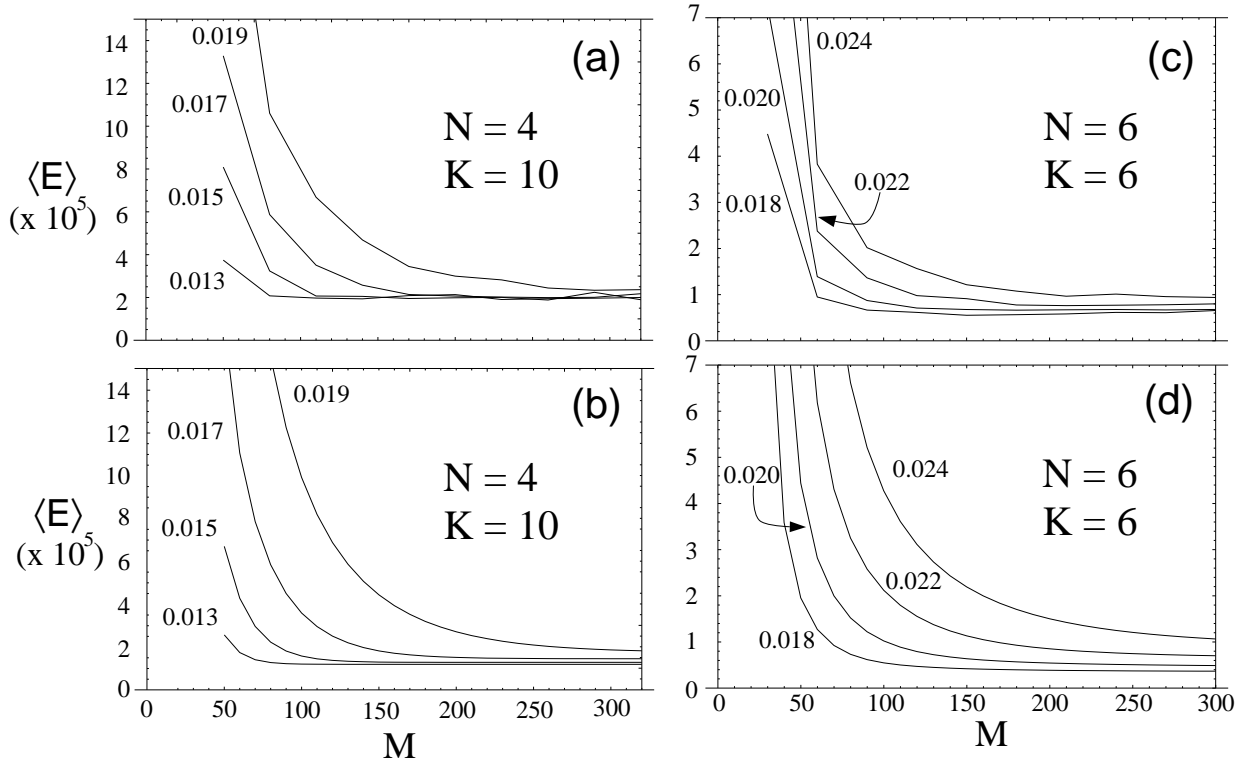 14
12
10
8
6
4
2
0
⟨E⟩
(x 10⁵)
0.019
0.017
0.015
0.013
(a)
N = 4
K = 10
7
6
5
4
3
2
1
0
0.024
0.020
0.022
0.018
(c)
N = 6
K = 6
14
12
10
8
6
4
2
0
⟨E⟩
(x 10⁵)
0.019
0.017
0.015
0.013
(b)
N = 4
K = 10
0 50 100 150 200 250 300
M
7
6
5
4
3
2
1
0
0.024
0.020
0.022
0.018
(d)
N = 6
K = 6
0 50 100 150 200 250 300
M